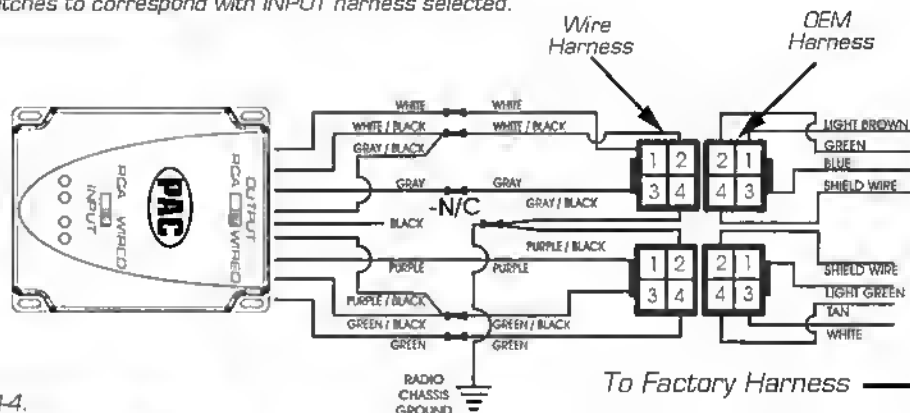 itches to correspond with INPUT harness selected.
Wire
Harness
OEM
Harness
WHITE WHITE
WHITE / BLACK WHITE / BLACK
GRAY / BLACK
GRAY GRAY
-N/C
GRAY / BLACK
BLACK
PURPLE / BLACK
PURPLE PURPLE
PURPLE / BLACK
GREEN / BLACK GREEN / BLACK
GREEN GREEN
RADIO
CHASSIS
GROUND
RCA WIRED
INPUT
PAC
OUTPUT
RCA WIRED
1 2
3 4
2 1
4 3
LIGHT BROWN
GREEN
BLUE
SHIELD WIRE
1 2
3 4
2 1
4 3
SHIELD WIRE
LIGHT GREEN
TAN
WHITE
To Factory Harness
-4.